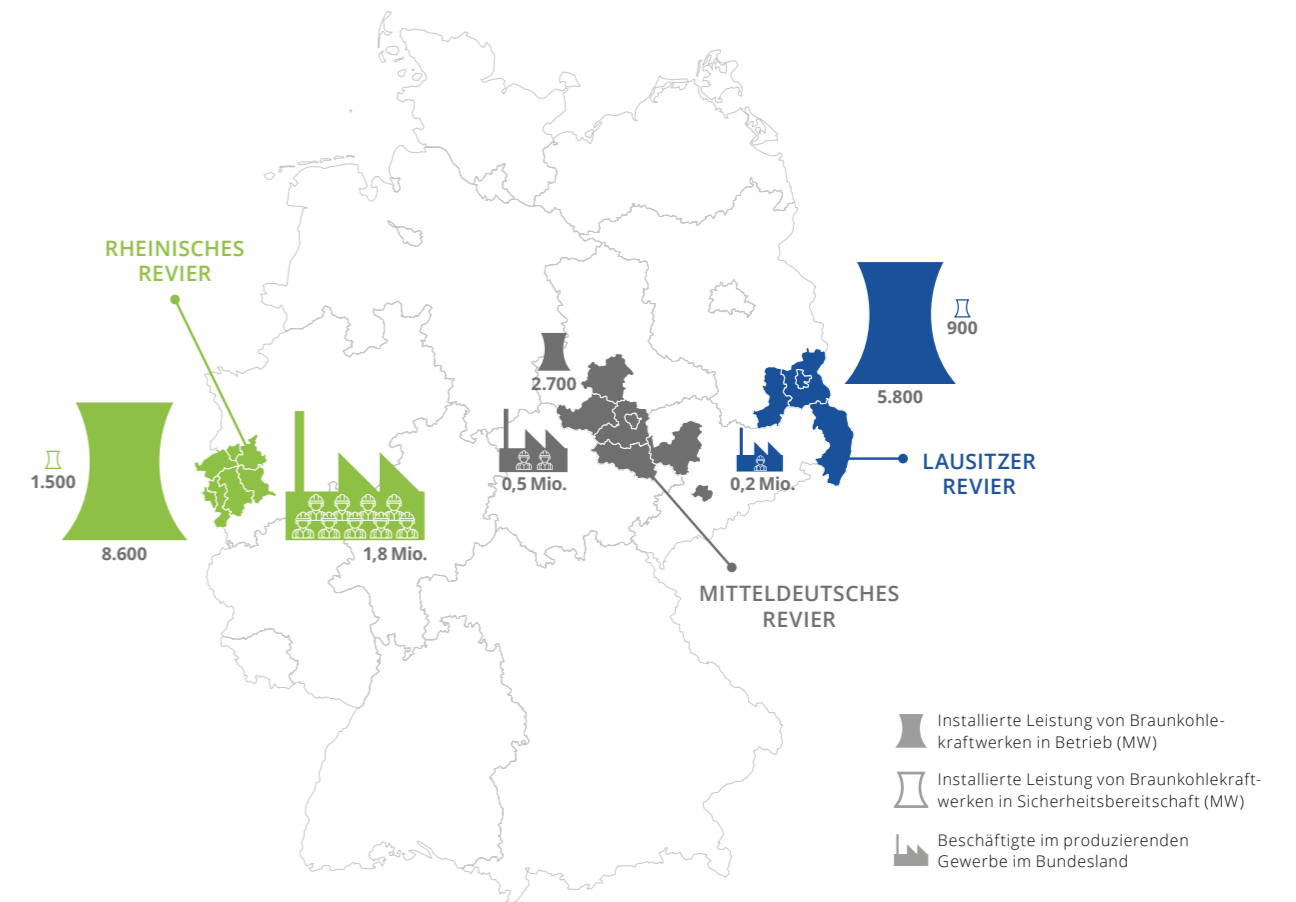 RHEINISCHES
REVIER
1.500
8.600
1,8 Mio.
2.700
0,5 Mio.
MITTELDEUTSCHES
REVIER
900
5.800
0,2 Mio.
LAUSITZER
REVIER
Installierte Leistung von Braunkohle-
kraftwerken in Betrieb (MW)
Installierte Leistung von Braunkohlekraft-
werken in Sicherheitsbereitschaft (MW)
Beschäftigte im produzierenden
Gewerbe im Bundesland